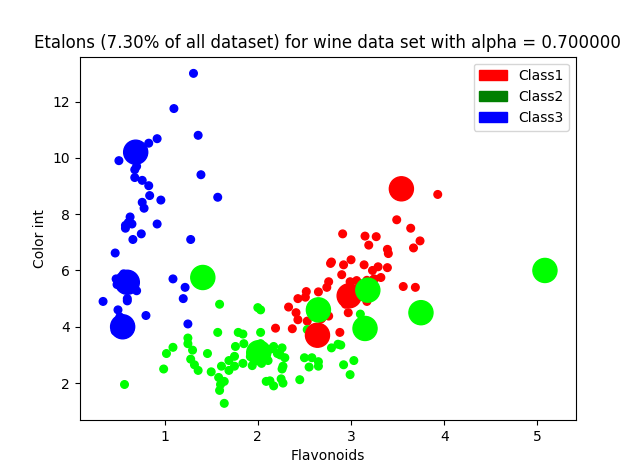 Etalons (7.30% of all dataset) for wine data set with alpha = 0.700000
Class1
Class2
Class3
12
10
8
6
4
2
Color int
1 2 3 4 5
Flavonoids